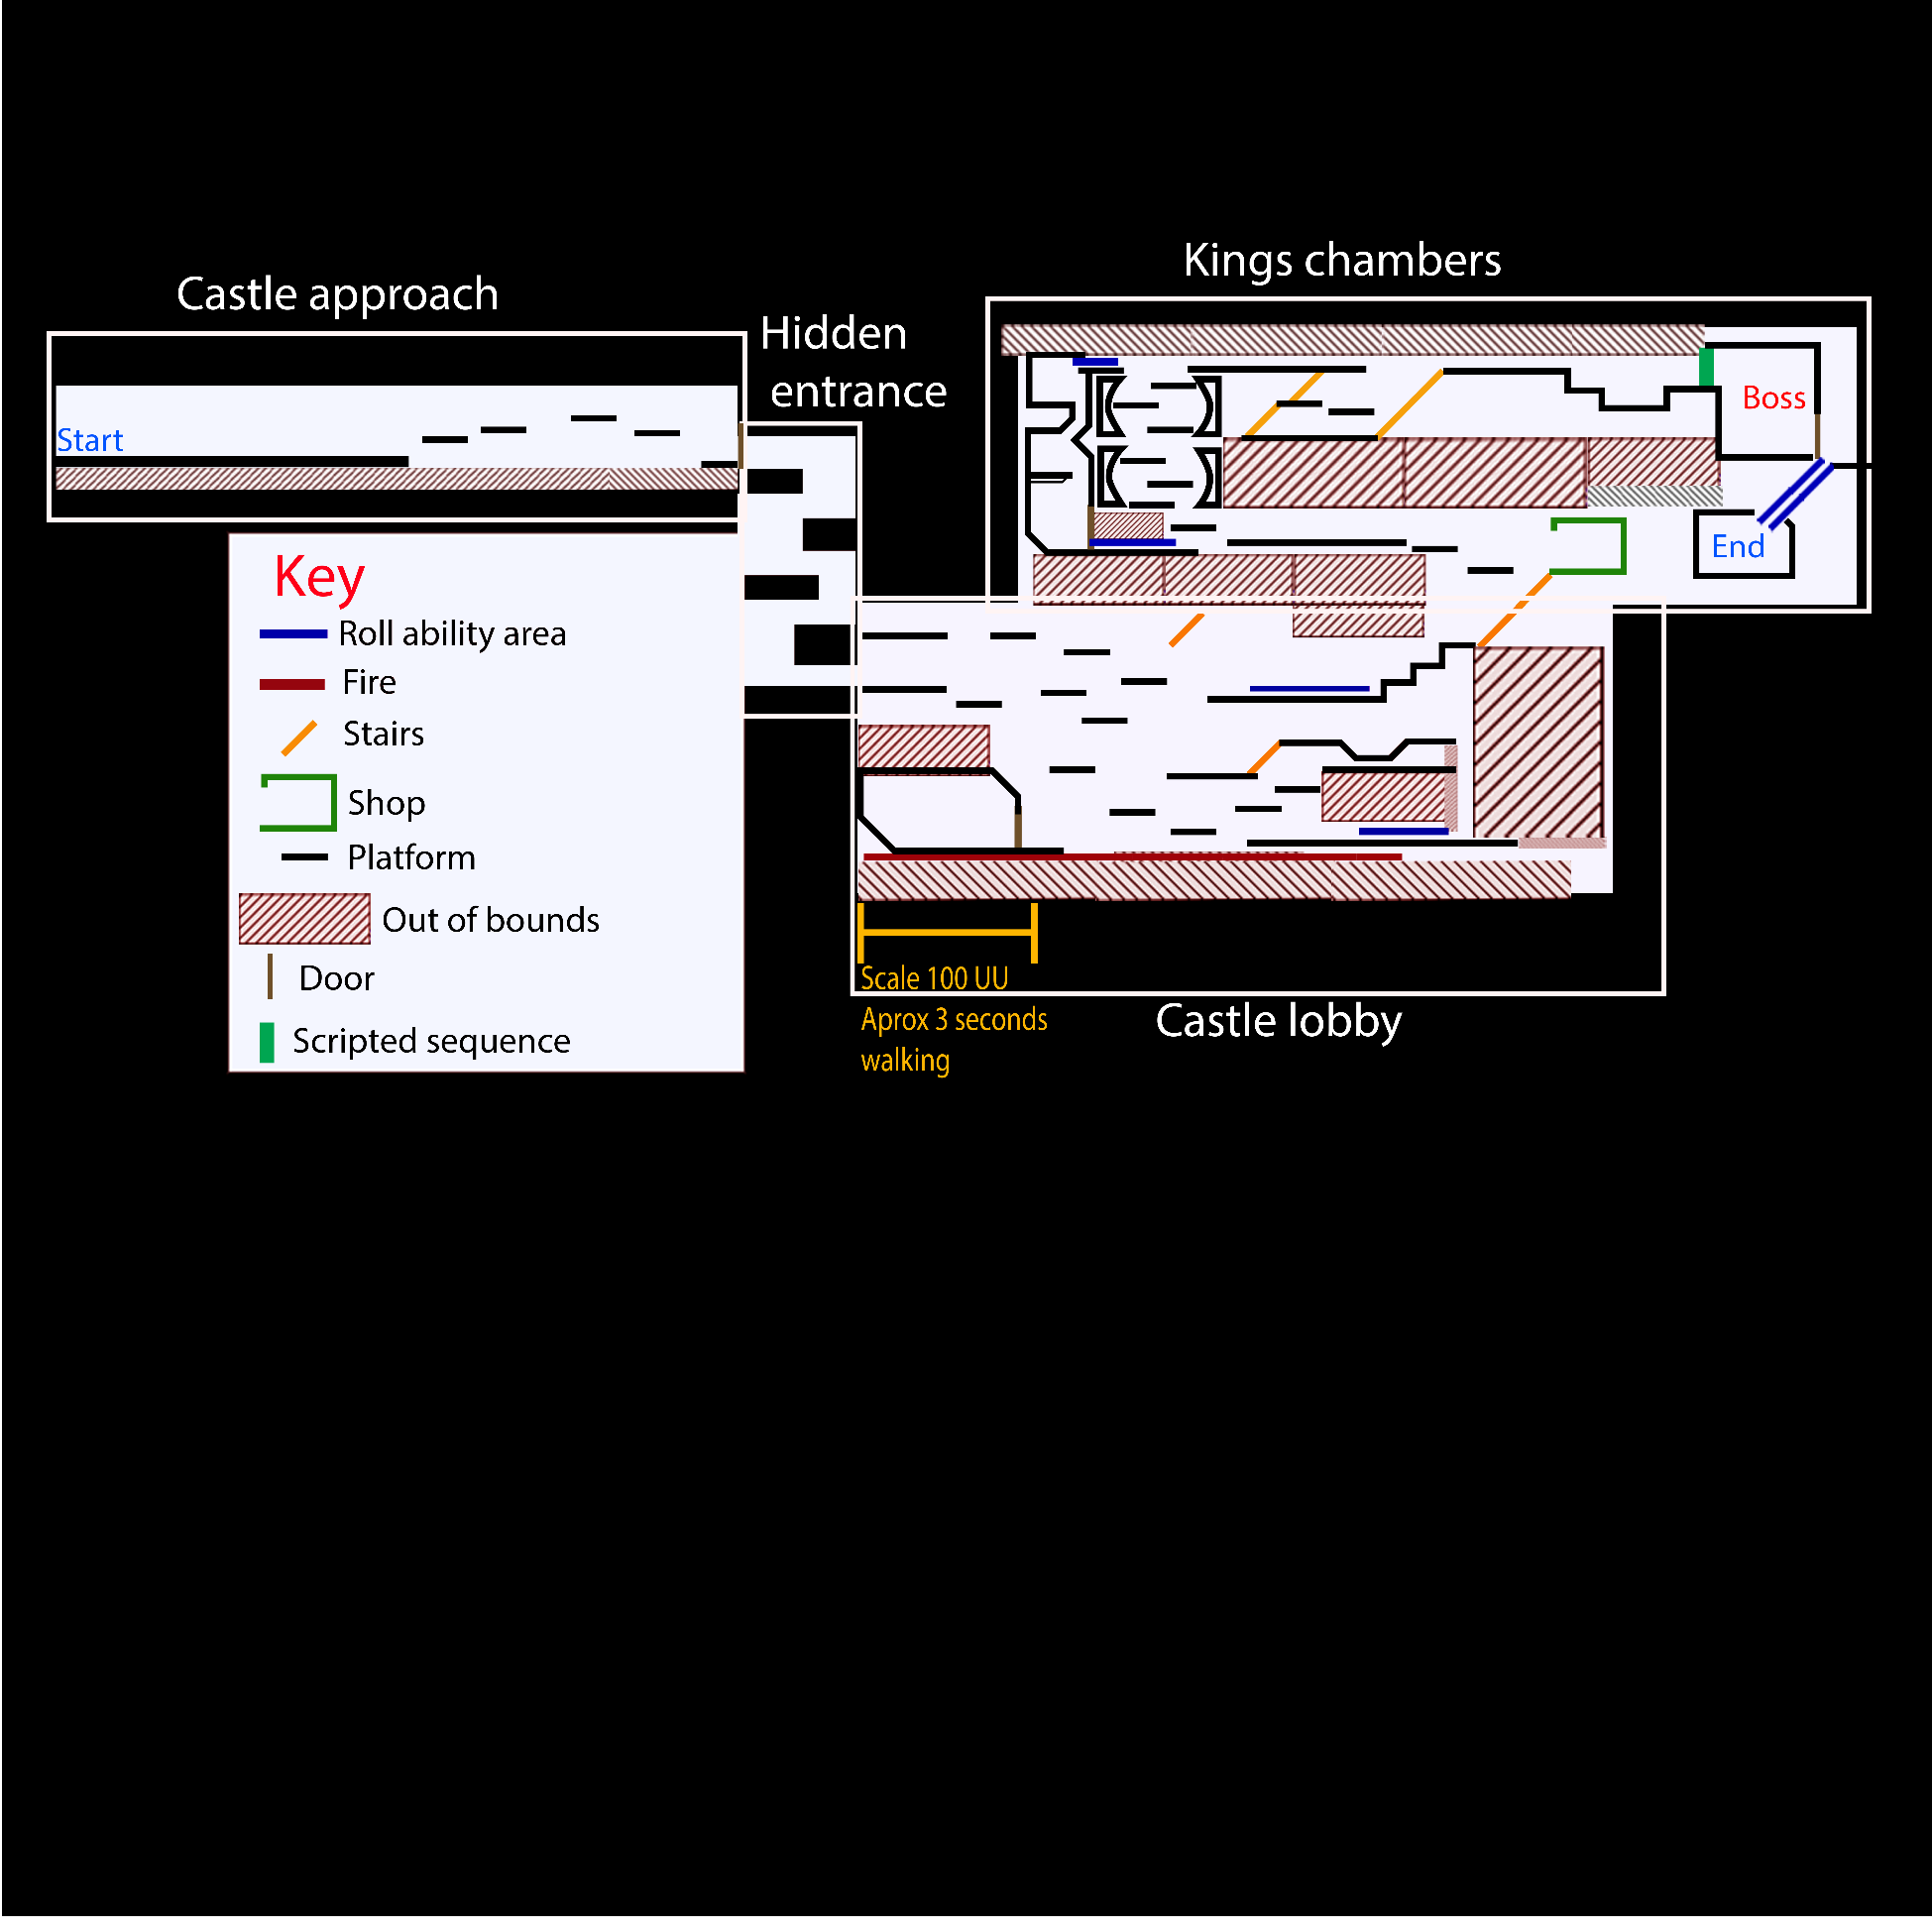 Kings chambers
Castle approach
Hidden
entrance
Start
Boss
End
Key
Roll ability area
Fire
Stairs
Shop
Platform
Out of bounds
Door
Scripted sequence
Scale 100 UU
Aprox 3 seconds
walking
Castle lobby